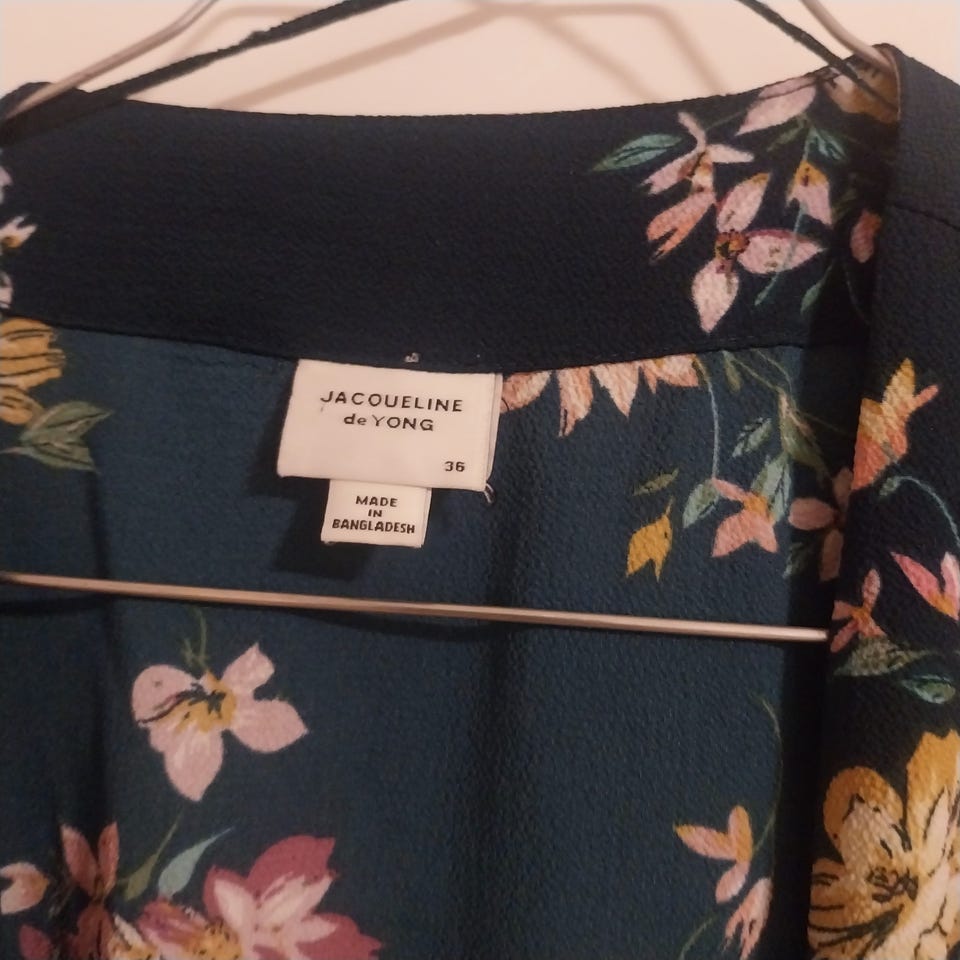 JACQUELINE
de YONG
36
MADE
IN
BANGLADESH